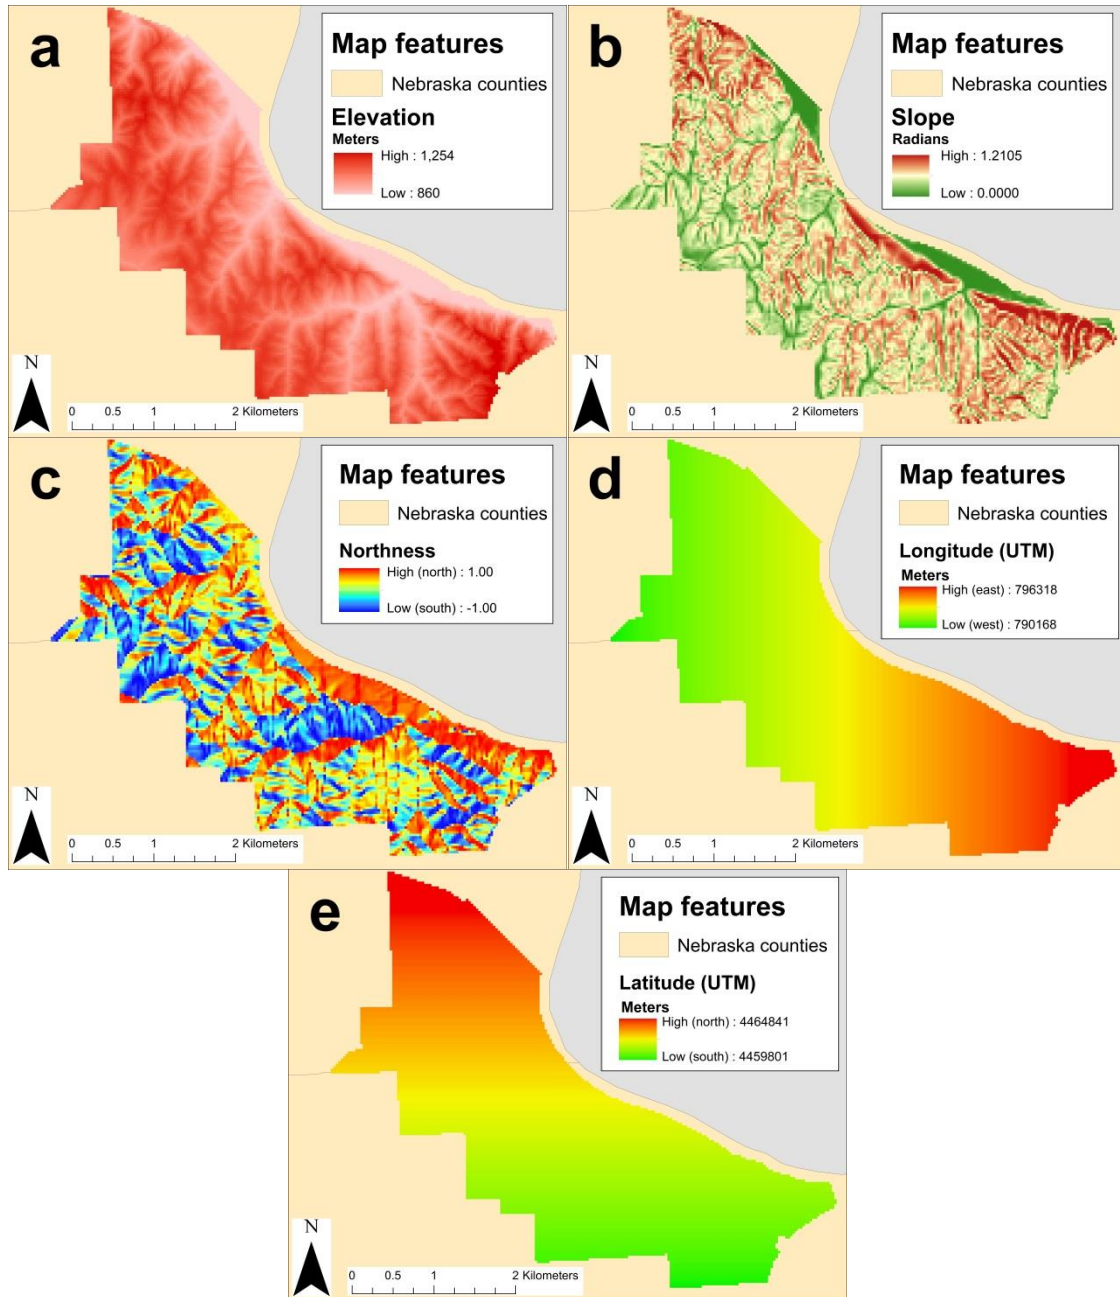 a
Map features
Nebraska counties
Elevation
Meters
High : 1,254
Low : 860
N
0 0.5 1 2 Kilometers
b
Map features
Nebraska counties
Slope
Radians
High : 1.2105
Low : 0.0000
N
0 0.5 1 2 Kilometers
c
Map features
Nebraska counties
Northness
High (north) : 1.00
Low (south) : -1.00
N
0 0.5 1 2 Kilometers
d
Map features
Nebraska counties
Longitude (UTM)
Meters
High (east) : 796318
Low (west) : 790168
N
0 0.5 1 2 Kilometers
e
Map features
Nebraska counties
Latitude (UTM)
Meters
High (north) : 4464841
Low (south) : 4459801
N
0 0.5 1 2 Kilometers